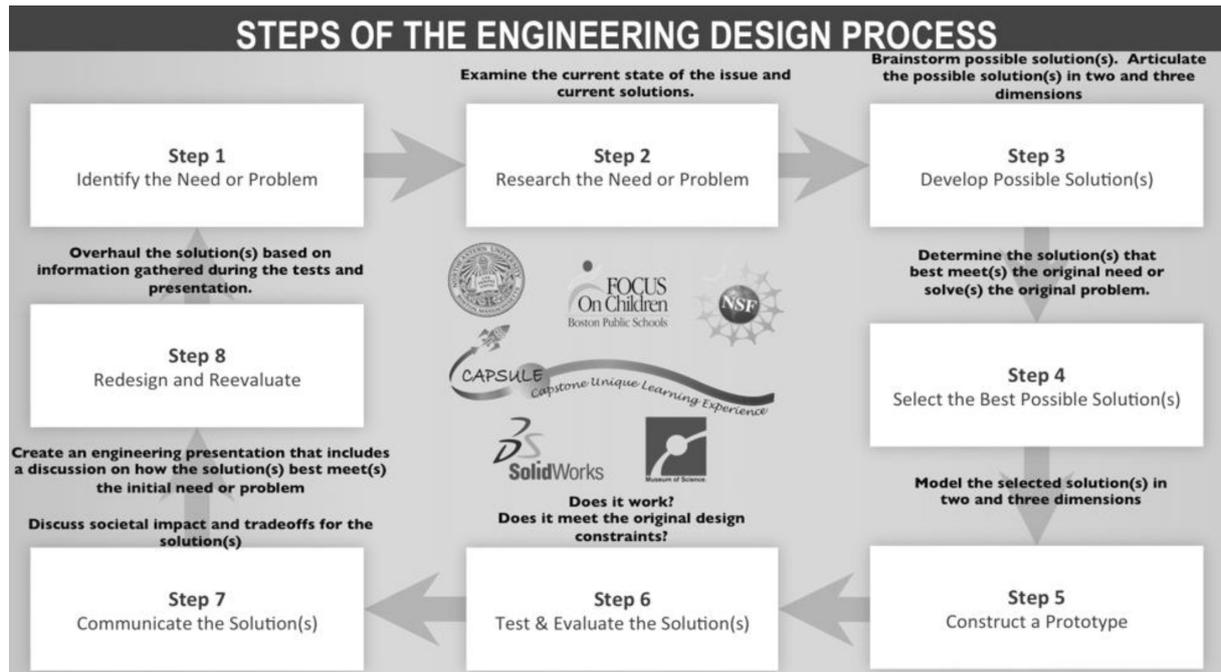 STEPS OF THE ENGINEERING DESIGN PROCESS
Step 1
Identify the Need or Problem
Examine the current state of the issue and
current solutions.
Step 2
Research the Need or Problem
Brainstorm possible solution(s). Articulate
the possible solution(s) in two and three
dimensions
Step 3
Develop Possible Solution(s)
Determine the solution(s) that
best meet(s) the original need or
solve(s) the original problem.
Step 4
Select the Best Possible Solution(s)
Model the selected solution(s) in
two and three dimensions
Step 5
Construct a Prototype
Does it work?
Does it meet the original design
constraints?
Step 6
Test & Evaluate the Solution(s)
Create an engineering presentation that includes
a discussion on how the solution(s) best meet(s)
the initial need or problem
Discuss societal impact and tradeoffs for the
solution(s)
Step 7
Communicate the Solution(s)
Overhaul the solution(s) based on
information gathered during the tests and
presentation.
Step 8
Redesign and Reevaluate
FOCUS
On Children
Boston Public Schools
NSF
CAPSULE
Capstone Unique Learning Experience
SolidWorks
Museum of Science